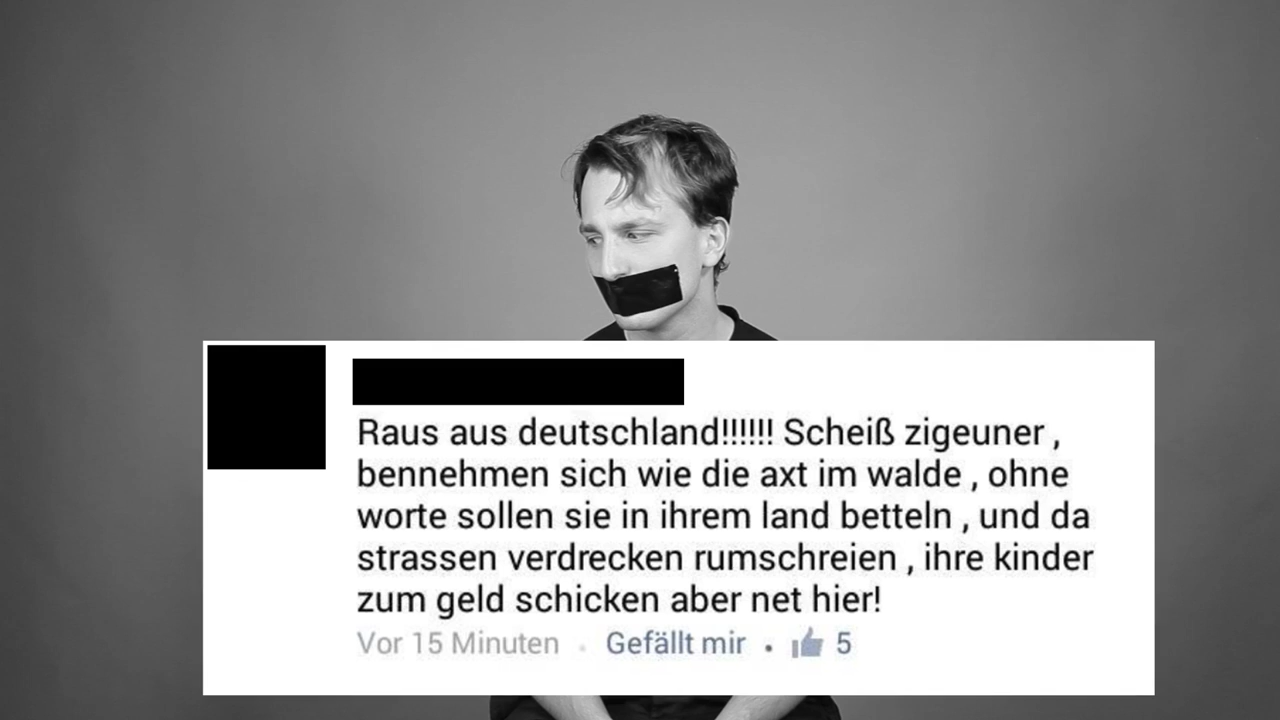 Raus aus deutschland!!!!!! Scheiß zigeuner ,
bennehmen sich wie die axt im walde , ohne
worte sollen sie in ihrem land betteln , und da
strassen verdrecken rumschreien , ihre kinder
zum geld schicken aber net hier!
Vor 15 Minuten • Gefällt mir • 5